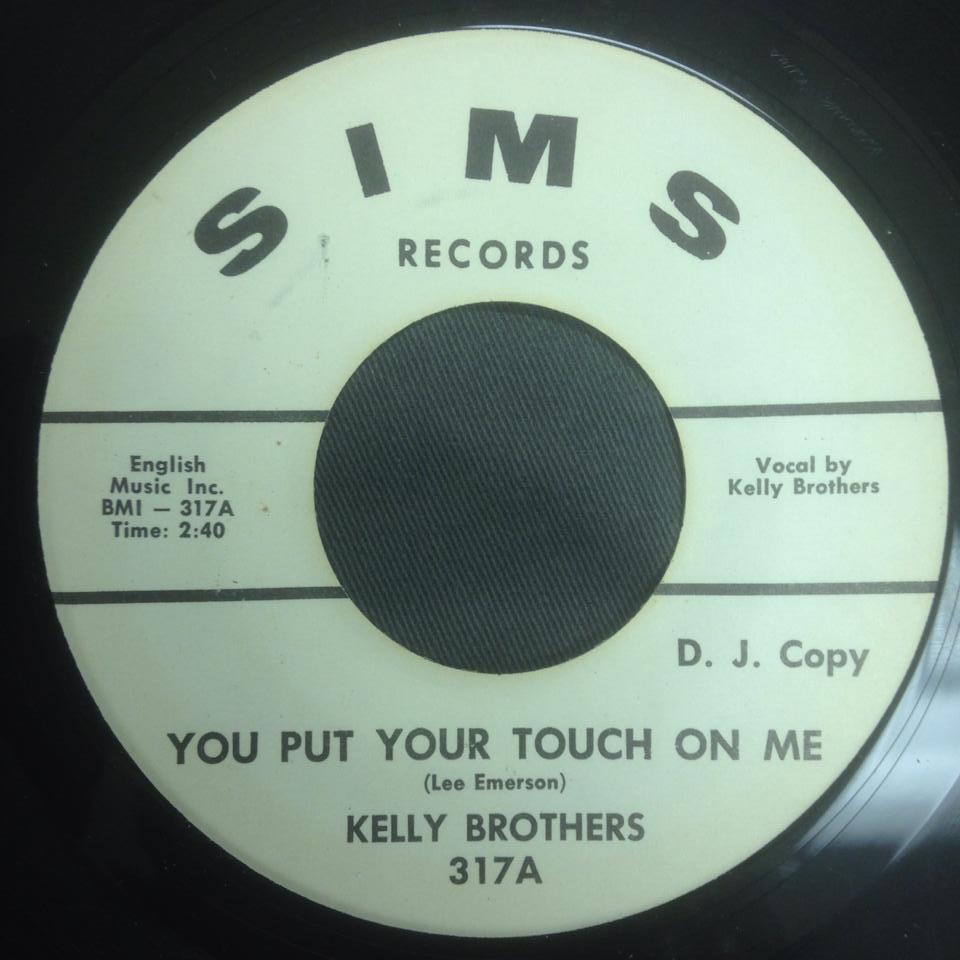 SIMS
RECORDS
English
Music Inc.
BMI — 317A
Time: 2:40
Vocal by
Kelly Brothers
D. J. Copy
YOU PUT YOUR TOUCH ON ME
(Lee Emerson)
KELLY BROTHERS
317A